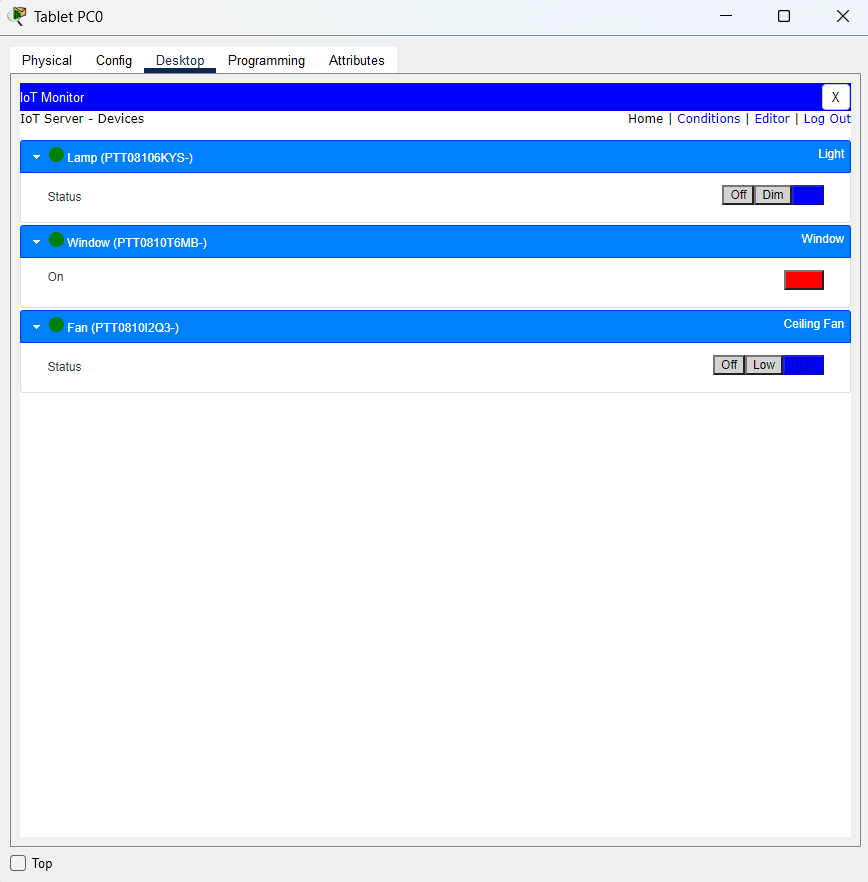 Tablet PC0
Physical Config Desktop Programming Attributes
IoT Monitor X
IoT Server - Devices Home | Conditions | Editor | Log Out
Lamp (PTT08106KYS-) Light
Status Off Dim
Window (PTT0810T6MB-) Window
On
Fan (PTT0810I2Q3-) Ceiling Fan
Status Off Low
Top